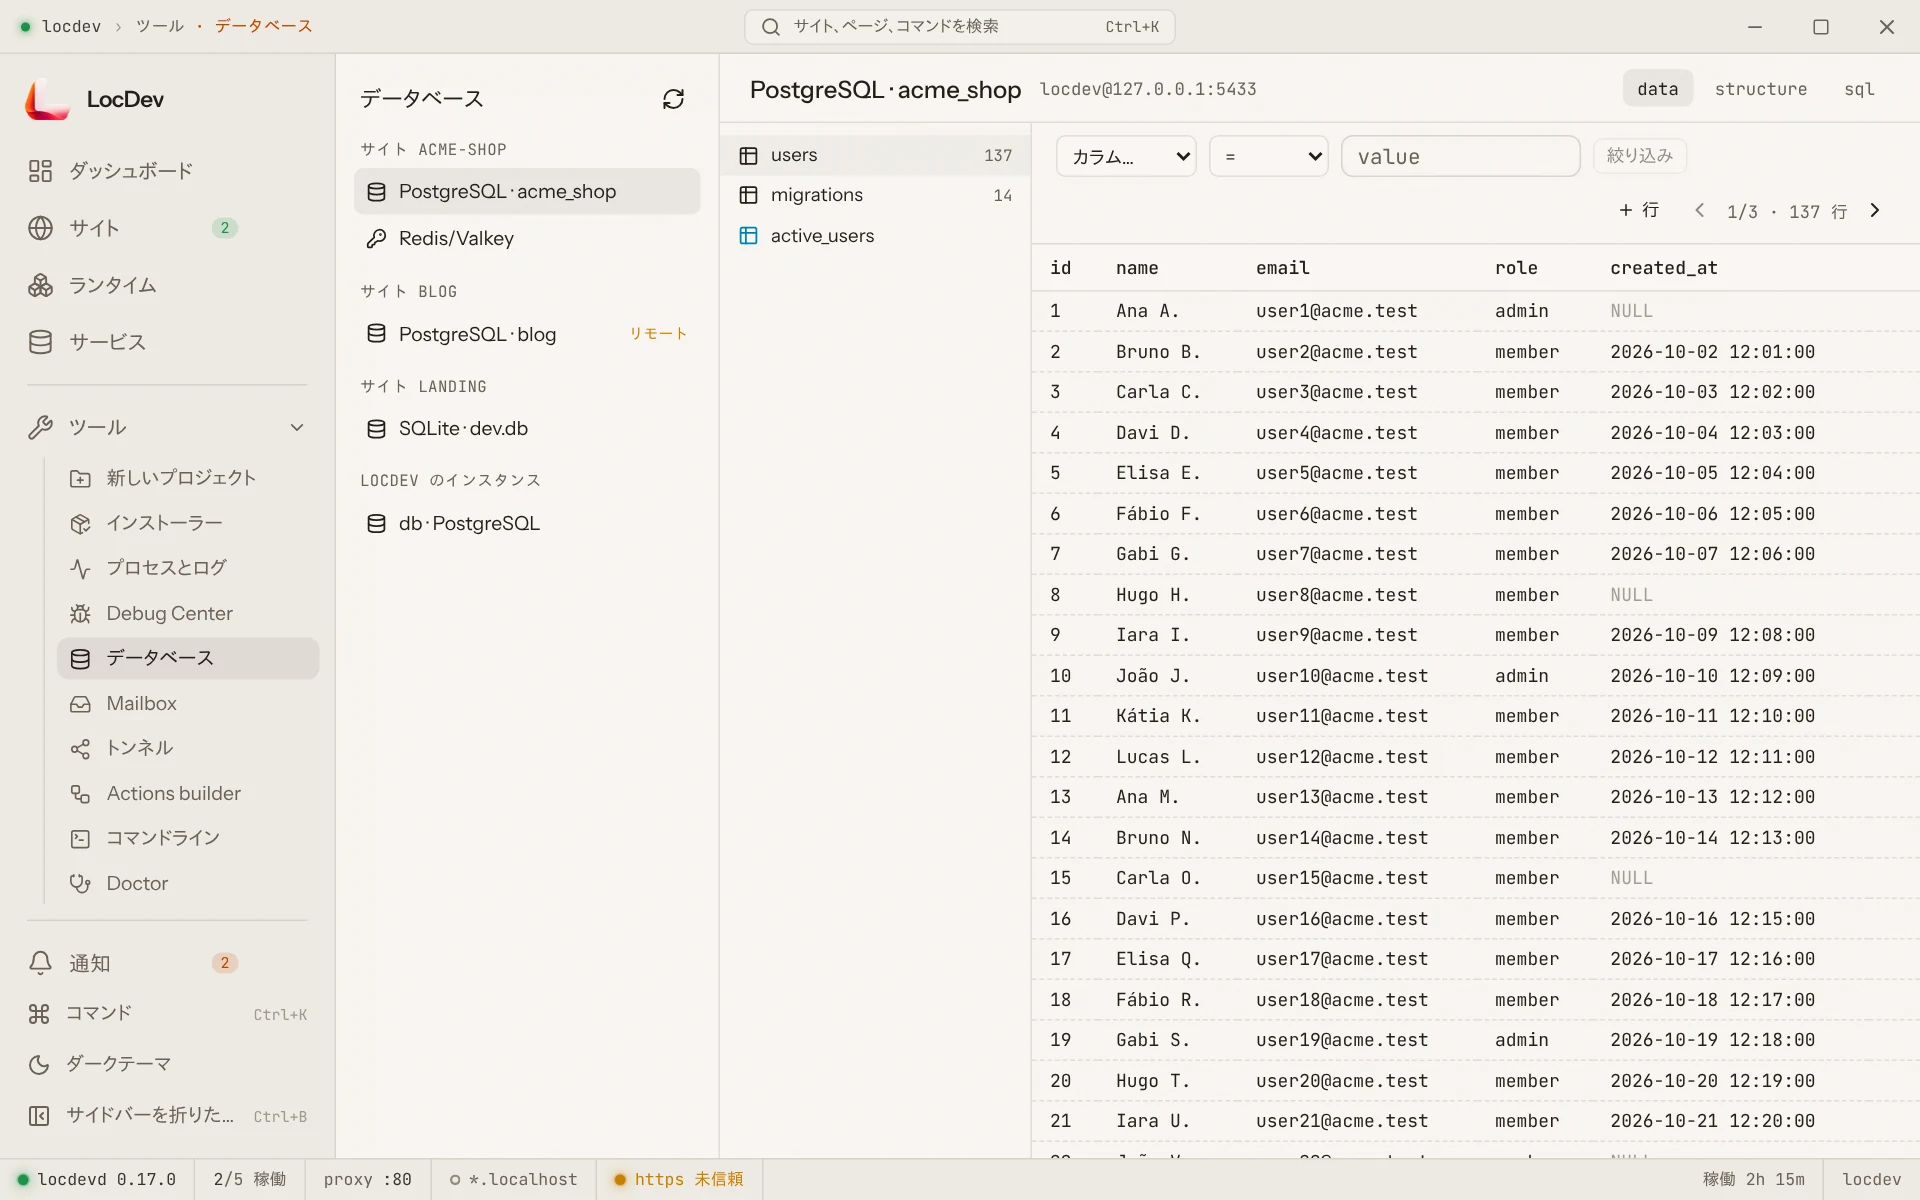 locdev › ツール · データベース
サイト、ページ、コマンドを検索 Ctrl+K
LocDev
ダッシュボード
サイト 2
ランタイム
サービス
ツール
新しいプロジェクト
インストーラー
プロセスとログ
Debug Center
データベース
Mailbox
トンネル
Actions builder
コマンドライン
Doctor
通知 2
コマンド Ctrl+K
ダークテーマ
サイドバーを折りた… Ctrl+B
データベース
サイト ACME-SHOP
PostgreSQL · acme_shop
Redis/Valkey
サイト BLOG
PostgreSQL · blog リモート
サイト LANDING
SQLite · dev.db
LOCDEV のインスタンス
db · PostgreSQL
PostgreSQL · acme_shop locdev@127.0.0.1:5433
data structure sql
users 137
migrations 14
active_users
カラム… = value 絞り込み
+ 行 1/3 · 137 行
id name email role created_at
1 Ana A. user1@acme.test admin NULL
2 Bruno B. user2@acme.test member 2026-10-02 12:01:00
3 Carla C. user3@acme.test member 2026-10-03 12:02:00
4 Davi D. user4@acme.test member 2026-10-04 12:03:00
5 Elisa E. user5@acme.test member 2026-10-05 12:04:00
6 Fábio F. user6@acme.test member 2026-10-06 12:05:00
7 Gabi G. user7@acme.test member 2026-10-07 12:06:00
8 Hugo H. user8@acme.test member NULL
9 Iara I. user9@acme.test member 2026-10-09 12:08:00
10 João J. user10@acme.test admin 2026-10-10 12:09:00
11 Kátia K. user11@acme.test member 2026-10-11 12:10:00
12 Lucas L. user12@acme.test member 2026-10-12 12:11:00
13 Ana M. user13@acme.test member 2026-10-13 12:12:00
14 Bruno N. user14@acme.test member 2026-10-14 12:13:00
15 Carla O. user15@acme.test member NULL
16 Davi P. user16@acme.test member 2026-10-16 12:15:00
17 Elisa Q. user17@acme.test member 2026-10-17 12:16:00
18 Fábio R. user18@acme.test member 2026-10-18 12:17:00
19 Gabi S. user19@acme.test admin 2026-10-19 12:18:00
20 Hugo T. user20@acme.test member 2026-10-20 12:19:00
21 Iara U. user21@acme.test member 2026-10-21 12:20:00
locdevd 0.17.0 2/5 稼働 proxy :80 *.localhost https 未信頼 稼働 2h 15m locdev